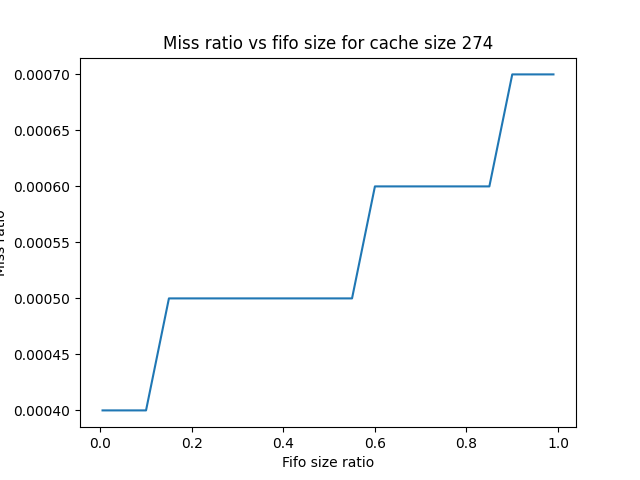 Miss ratio vs fifo size for cache size 274
0.00070
0.00065
0.00060
0.00055
0.00050
0.00045
0.00040
Miss ratio
0.0 0.2 0.4 0.6 0.8 1.0
Fifo size ratio